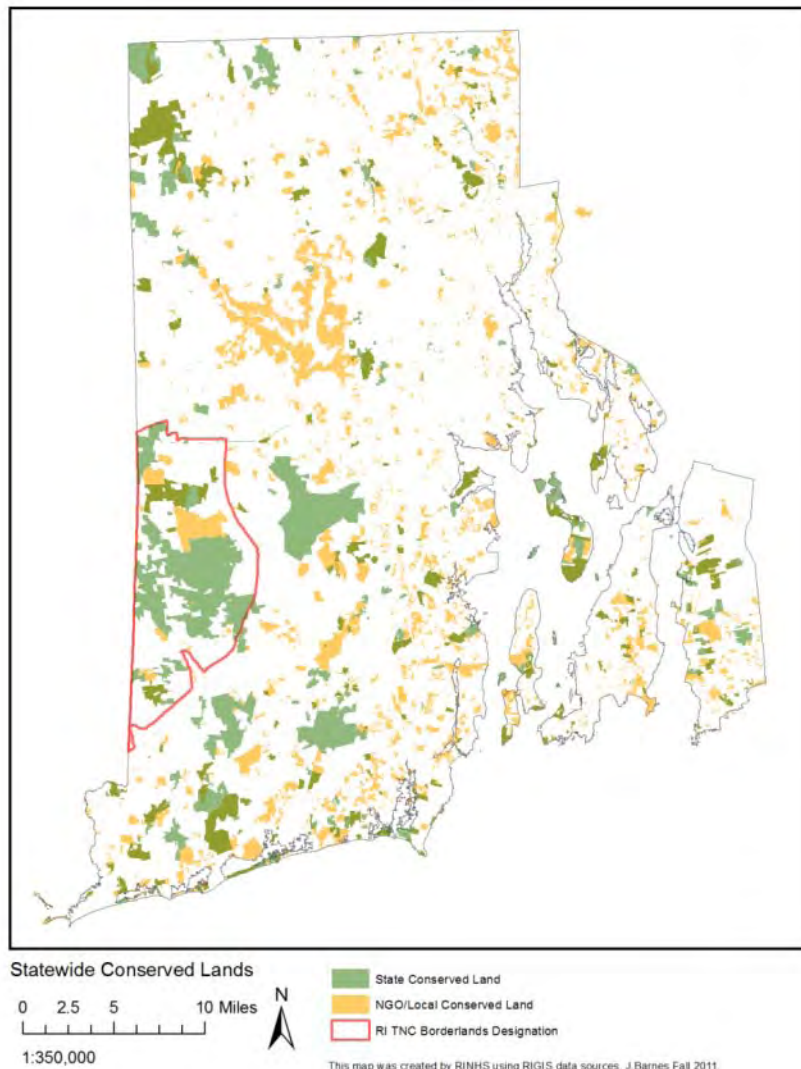 Statewide Conserved Lands
0 2.5 5 10 Miles
N
1:350,000
State Conserved Land
NGO/Local Conserved Land
RI TNC Borderlands Designation
This map was created by RINHS using RIGIS data sources. J.Barnes Fall 2011